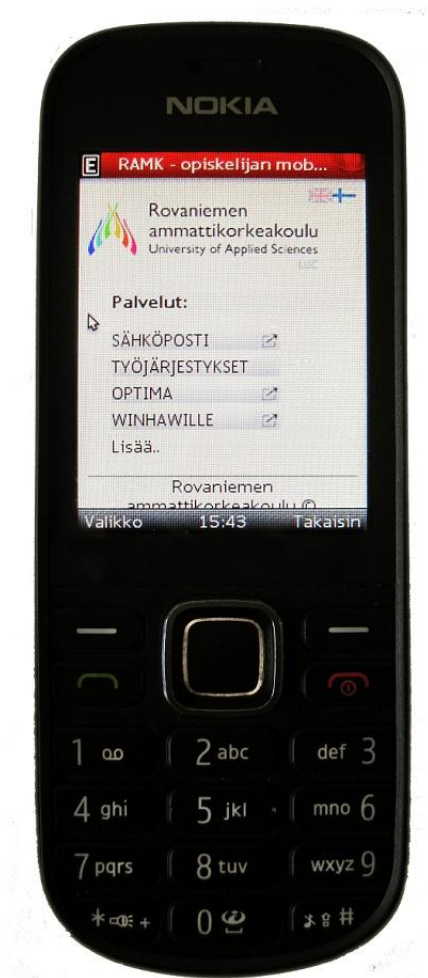 NOKIA
E RAMK - opiskelijan mob...
Rovaniemen
ammattikorkeakoulu
University of Applied Sciences
LUC
Palvelut:
SÄHKÖPOSTI
TYÖJÄRJESTYKSET
OPTIMA
WINHAWILLE
Lisää..
Rovaniemen
ammattikorkeakoulu ©
Valikko 15:43 Takaisin
1 2 abc def 3
4 ghi 5 jkl mno 6
7 pqrs 8 tuv wxyz 9
* + 0 #